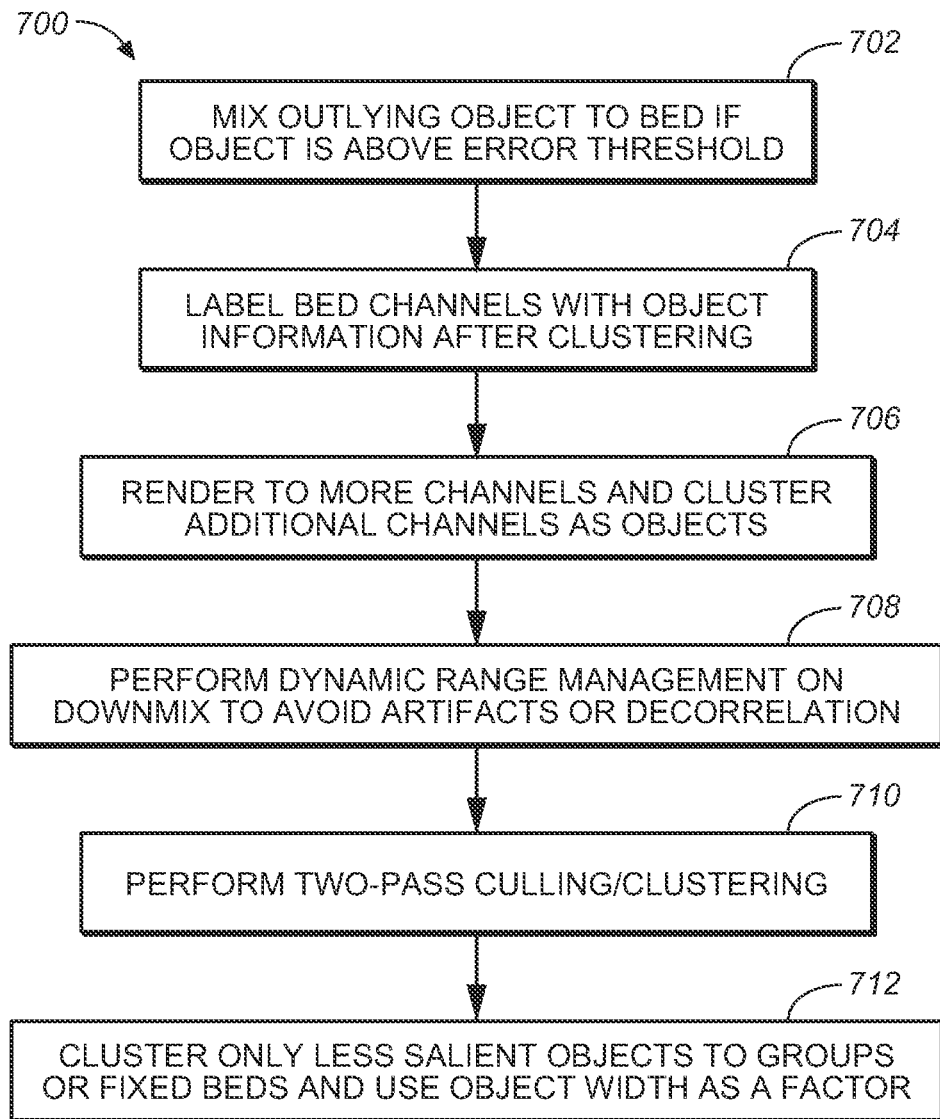 700
702
MIX OUTLYING OBJECT TO BED IF
OBJECT IS ABOVE ERROR THRESHOLD
704
LABEL BED CHANNELS WITH OBJECT
INFORMATION AFTER CLUSTERING
706
RENDER TO MORE CHANNELS AND CLUSTER
ADDITIONAL CHANNELS AS OBJECTS
708
PERFORM DYNAMIC RANGE MANAGEMENT ON
DOWNMIX TO AVOID ARTIFACTS OR DECORRELATION
710
PERFORM TWO-PASS CULLING/CLUSTERING
712
CLUSTER ONLY LESS SALIENT OBJECTS TO GROUPS
OR FIXED BEDS AND USE OBJECT WIDTH AS A FACTOR